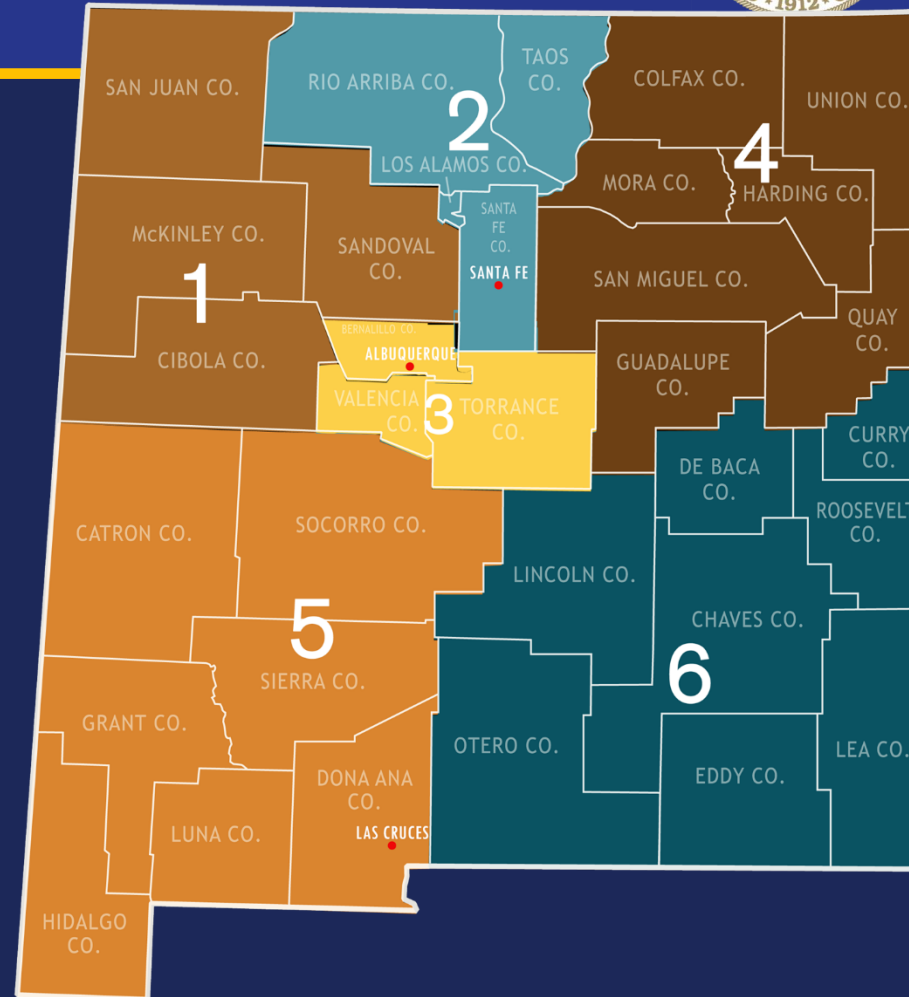 ★1912★
TAOS
CO.
SAN JUAN CO.
RIO ARRIBA CO.
COLFAX CO.
UNION CO.
2
4
LOS ALAMOS CO.
MORA CO.
HARDING CO.
SANTA
FE
CO.
McKINLEY CO.
SANDOVAL
CO.
SANTA FE
SAN MIGUEL CO.
1
QUAY
CO.
BERNALILLO CO.
ALBUQUERQUE
CIBOLA CO.
GUADALUPE
CO.
VALENCIA
CO.
3
TORRANCE
CO.
CURRY
CO.
DE BACA
CO.
CATRON CO.
SOCORRO CO.
ROOSEVELT
CO.
LINCOLN CO.
CHAVES CO.
5
SIERRA CO.
6
GRANT CO.
OTERO CO.
LEA CO.
DONA ANA
CO.
EDDY CO.
LUNA CO.
LAS CRUCES
HIDALGO
CO.